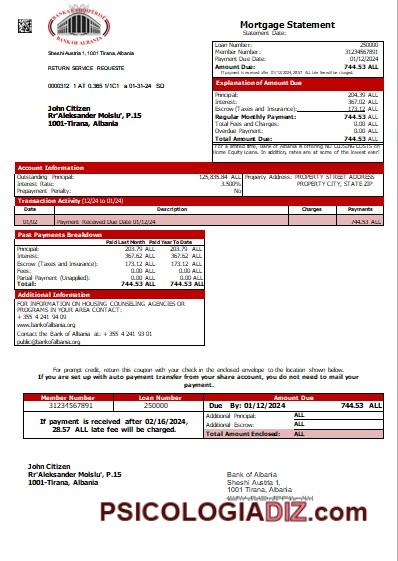 BANKA E SHQIPERISE
BANK OF ALBANIA
Sheshi Austria 1, 1001 Tirana, Albania
RETURN SERVICE REQUESTE
0000312 1 AT 0.365 1/1C1 a 01-31-24 SQ
John Citizen
Rr'Aleksander Moisiu', P.15
1001-Tirana, Albania
Mortgage Statement
Statement Date:
Loan Number: 250000
Member Number: 31234567891
Payment Due Date: 01/12/2024
Amount Due: 744.53 ALL
If payment is received after 01/12/2024, 28.57 ALL late fee will be charged.
Explanation of Amount Due
Principal: 204.39 ALL
Interest: 367.02 ALL
Escrow (Taxes and Insurance): 173.12 ALL
Regular Monthly Payment: 744.53 ALL
Total Fees and Charges: 0.00 ALL
Overdue Payment: 0.00 ALL
Total Amount Due: 744.53 ALL
For a limited time, Bank of Albania is offering NO CLOSING COSTS on
Home Equity Loans. In addition, rates are at some of the lowest ever!
Account Information
Outstanding Principal: 125,835.84 ALL
Interest Rate: 3.500%
Prepayment Penalty: No
Property Address: PROPERTY STREET ADDRESS
PROPERTY CITY, STATE ZIP
Transaction Activity (12/24 to 01/24)
Date Description Charges Payments
01/02 Payment Received Due Date 01/12/24 744.53 ALL
Past Payments Breakdown
Paid Last Month Paid Year To Date
Principal: 203.79 ALL 203.79 ALL
Interest: 367.62 ALL 367.62 ALL
Escrow (Taxes and Insurance): 173.12 ALL 173.12 ALL
Fees: 0.00 ALL 0.00 ALL
Partial Payment (Unapplied): 0.00 ALL 0.00 ALL
Total: 744.53 ALL 744.53 ALL
Additional Information
FOR INFORMATION ON HOUSING COUNSELING AGENCIES OR
PROGRAMS IN YOUR AREA CONTACT:
+ 355 4 241 94 09
www.bankofalbania.org
Contact the Bank of Albania at: + 355 4 241 93 01
public@bankofalbania.org
For prompt credit, return this coupon with your check in the enclosed envelope to the location shown below.
If you are set up with auto payment transfer from your share account, you do not need to mail your
payment.
Member Number Loan Number Amount Due
31234567891 250000 Due By: 01/12/2024 744.53 ALL
If payment is received after 02/16/2024,
28.57 ALL late fee will be charged.
Additional Principal: ALL
Additional Escrow: ALL
Total Amount Enclosed: ALL
John Citizen
Rr'Aleksander Moisiu', P.15
1001-Tirana, Albania
Bank of Albania
Sheshi Austria 1,
1001 Tirana, Albania
PSICOLOGIADIZ.com